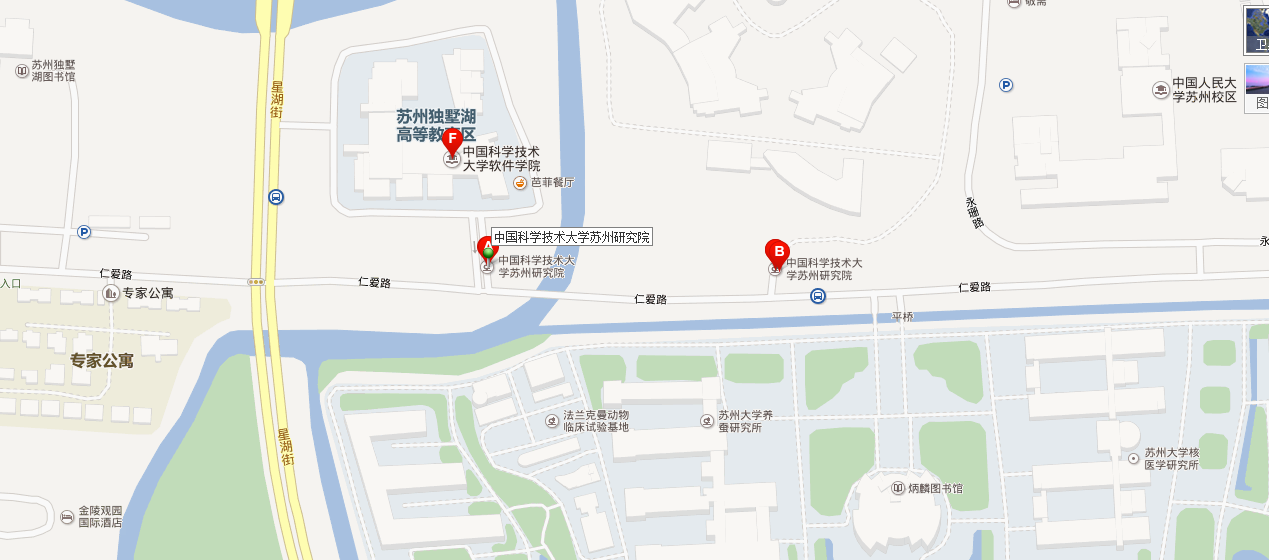 敬斋
苏州独墅
湖图书馆
星湖街
苏州独墅湖
高等教育区
F
中国科学技术
大学软件学院
芭菲餐厅
P
中国人民大
学苏州校区
卫
图
P
永珊路
永
A
中国科学技术大学苏州研究院
中国科学技术大
学苏州研究院
B
中国科学技术大
学苏州研究院
入口
仁爱路
仁爱路
仁爱路
仁爱路
专家公寓
平桥
专家公寓
法兰克曼动物
临床试验基地
苏州大学养
蚕研究所
星湖街
苏州大学核
医学研究所
炳麟图书馆
金陵观园
国际酒店